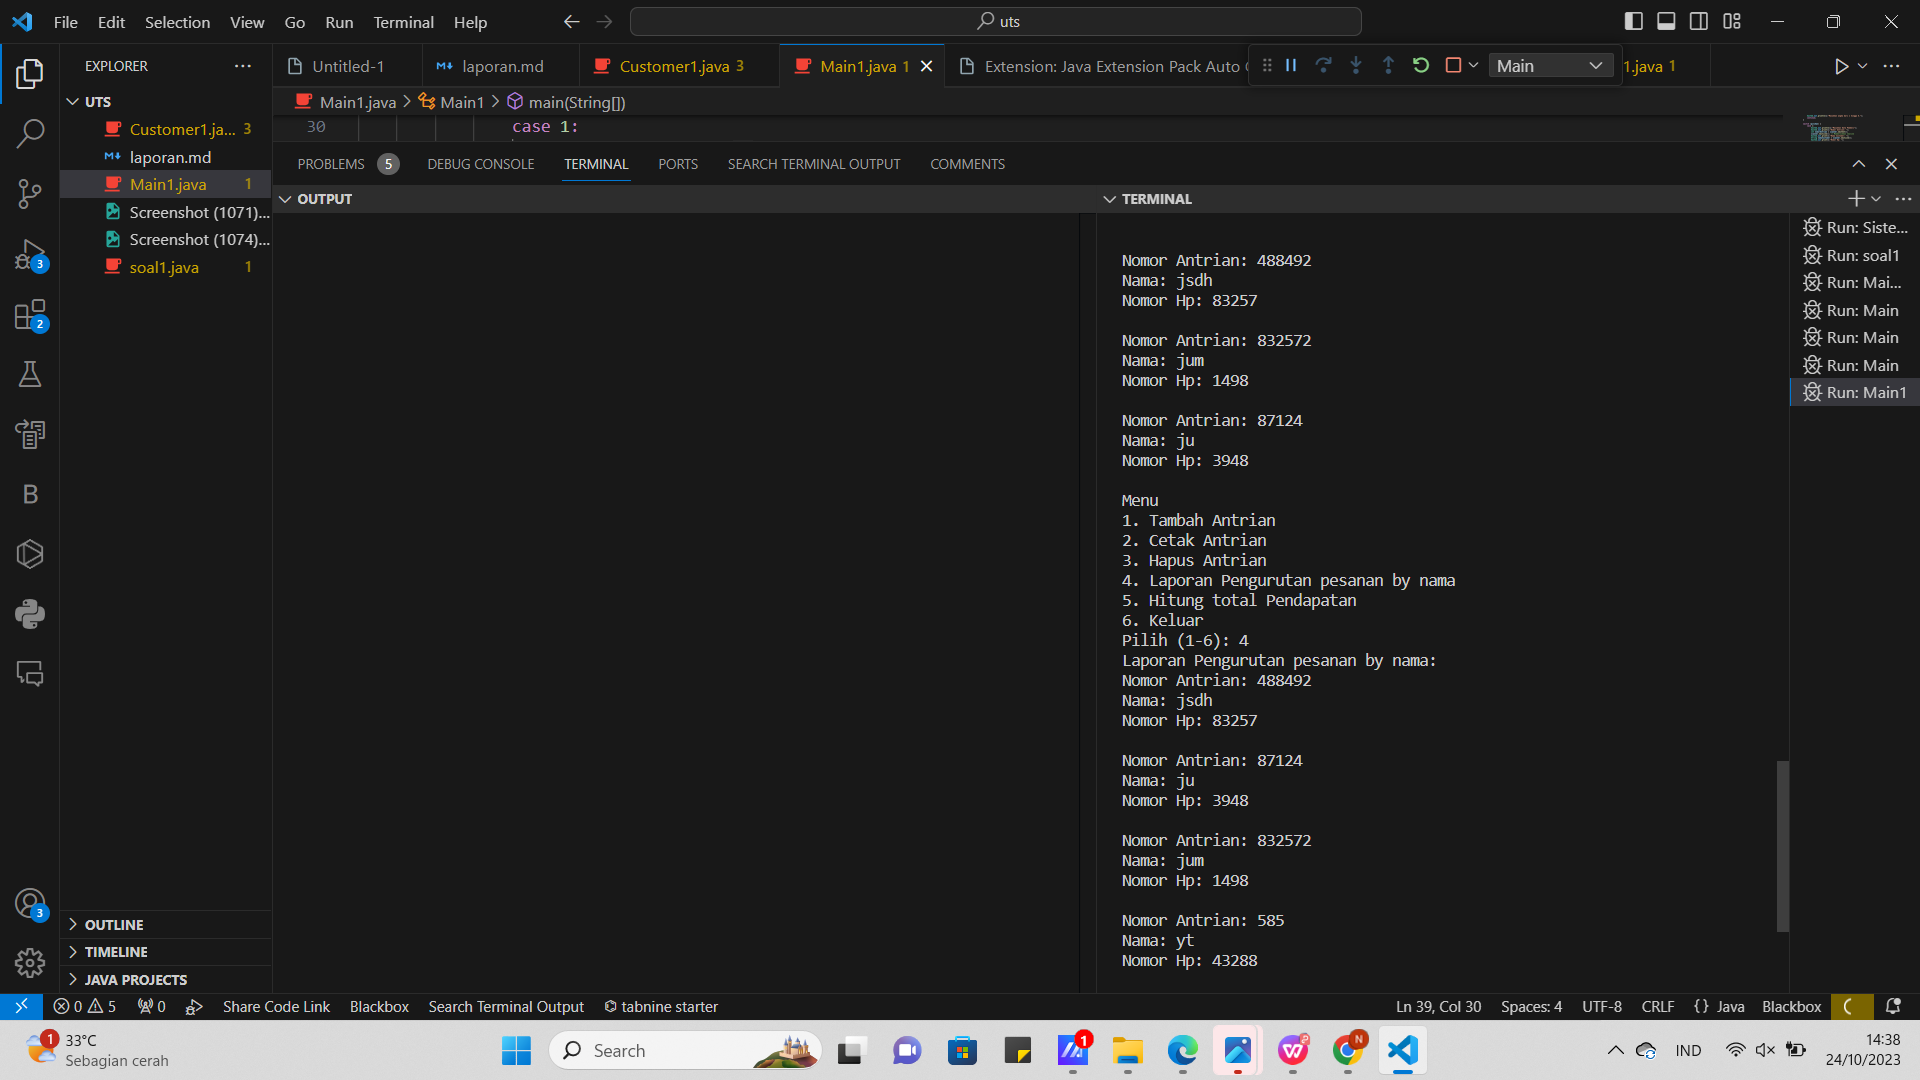 File Edit Selection View Go Run Terminal Help
uts
EXPLORER
Untitled-1
laporan.md
Customer1.java 3
Main1.java 1
Extension: Java Extension Pack Auto
Main
1.java 1
UTS
Customer1.ja... 3
laporan.md
Main1.java 1
Screenshot (1071)...
Screenshot (1074)...
soal1.java 1
Main1.java > Main1 > main(String[])
30 case 1:
PROBLEMS 5 DEBUG CONSOLE TERMINAL PORTS SEARCH TERMINAL OUTPUT COMMENTS
OUTPUT
TERMINAL
Nomor Antrian: 488492
Nama: jsdh
Nomor Hp: 83257
Nomor Antrian: 832572
Nama: jum
Nomor Hp: 1498
Nomor Antrian: 87124
Nama: ju
Nomor Hp: 3948
Menu
1. Tambah Antrian
2. Cetak Antrian
3. Hapus Antrian
4. Laporan Pengurutan pesanan by nama
5. Hitung total Pendapatan
6. Keluar
Pilih (1-6): 4
Laporan Pengurutan pesanan by nama:
Nomor Antrian: 488492
Nama: jsdh
Nomor Hp: 83257
Nomor Antrian: 87124
Nama: ju
Nomor Hp: 3948
Nomor Antrian: 832572
Nama: jum
Nomor Hp: 1498
Nomor Antrian: 585
Nama: yt
Nomor Hp: 43288
Run: Siste...
Run: soal1
Run: Mai...
Run: Main
Run: Main
Run: Main
Run: Main1
3
2
B
3
OUTLINE
TIMELINE
JAVA PROJECTS
0 5 0 Share Code Link Blackbox Search Terminal Output tabnine starter
Ln 39, Col 30 Spaces: 4 UTF-8 CRLF {} Java Blackbox
1
33°C
Sebagian cerah
Search
1
N
IND
14:38
24/10/2023